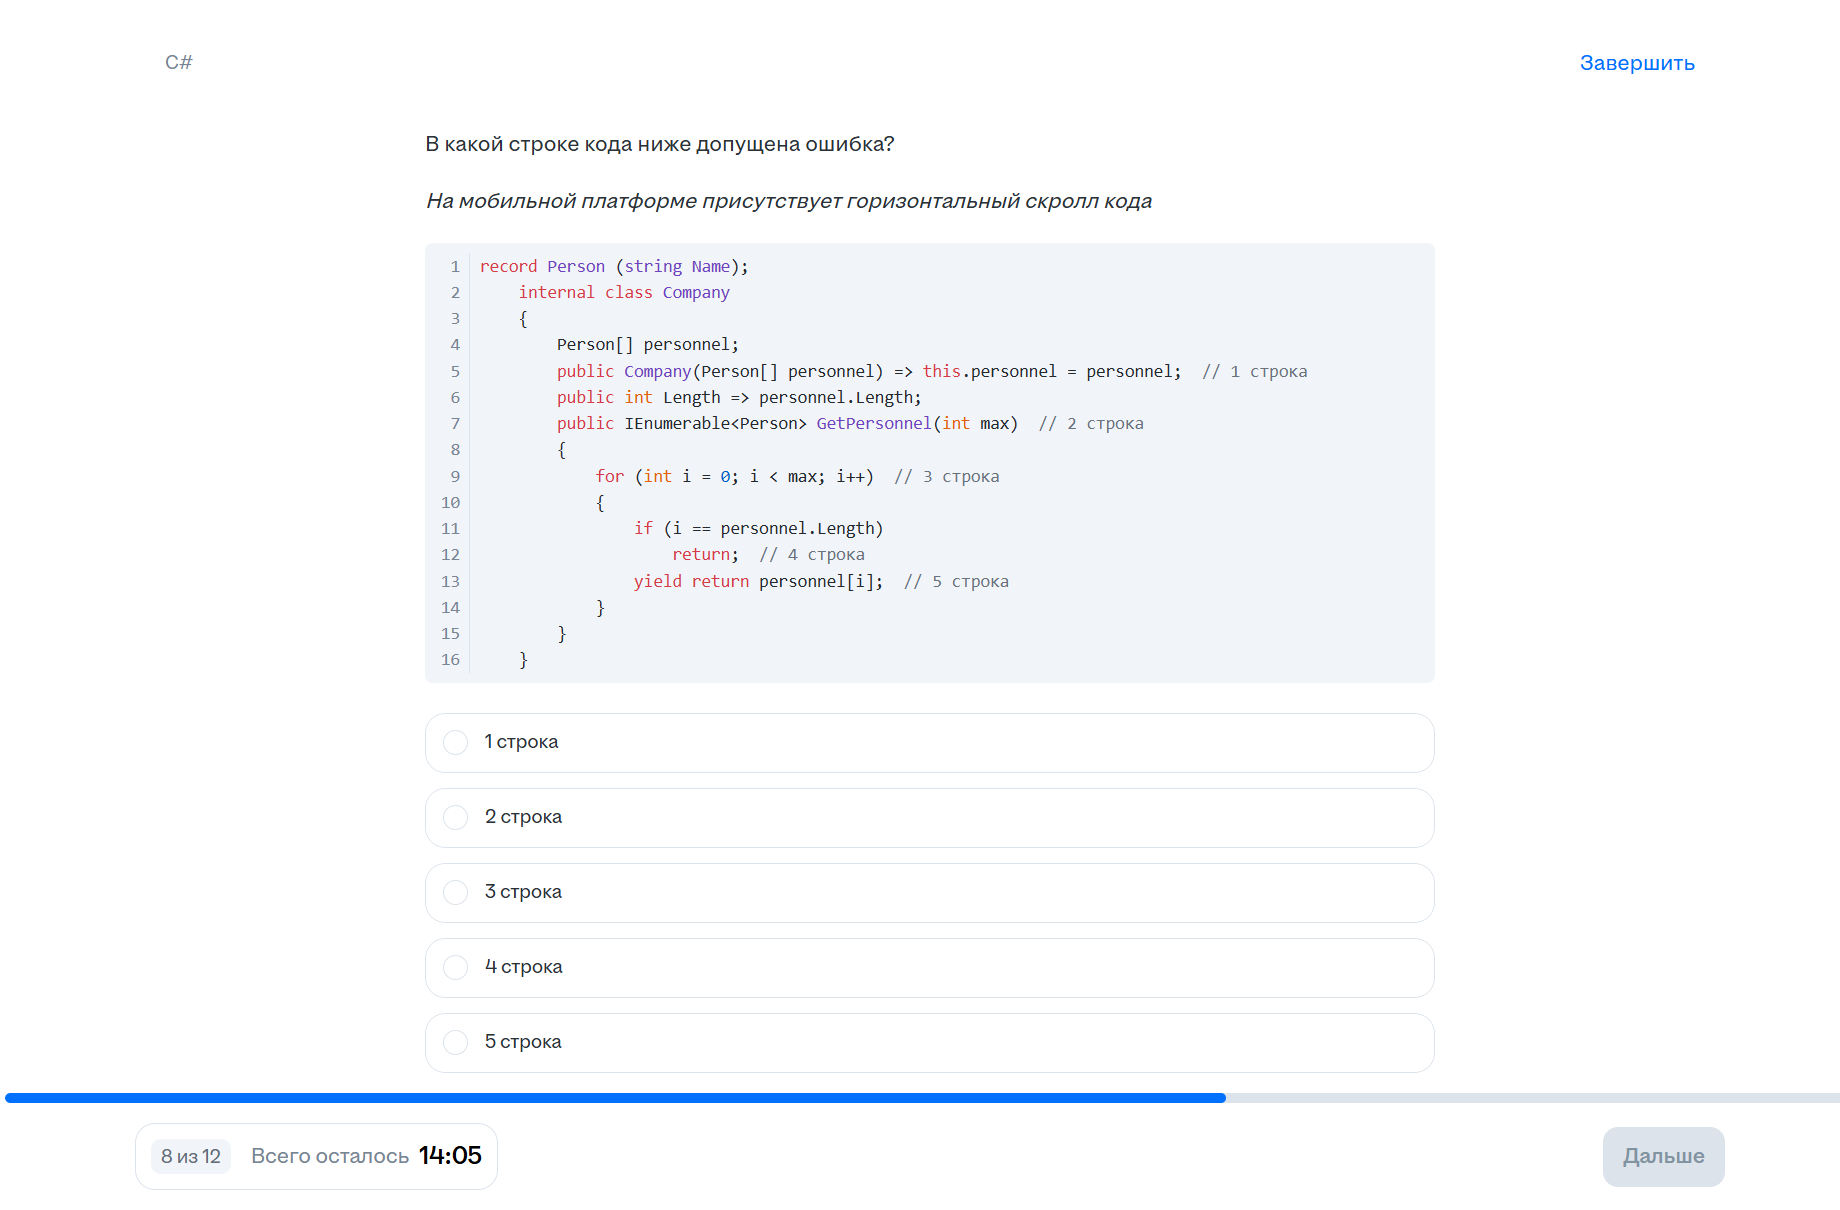 C#
Завершить
В какой строке кода ниже допущена ошибка?
На мобильной платформе присутствует горизонтальный скролл кода
1 record Person (string Name);
2     internal class Company
3     {
4         Person[] personnel;
5         public Company(Person[] personnel) => this.personnel = personnel;  // 1 строка
6         public int Length => personnel.Length;
7         public IEnumerable<Person> GetPersonnel(int max)  // 2 строка
8         {
9             for (int i = 0; i < max; i++)  // 3 строка
10             {
11                 if (i == personnel.Length)
12                     return;  // 4 строка
13                 yield return personnel[i];  // 5 строка
14             }
15         }
16     }
1 строка
2 строка
3 строка
4 строка
5 строка
8 из 12 Всего осталось 14:05
Дальше